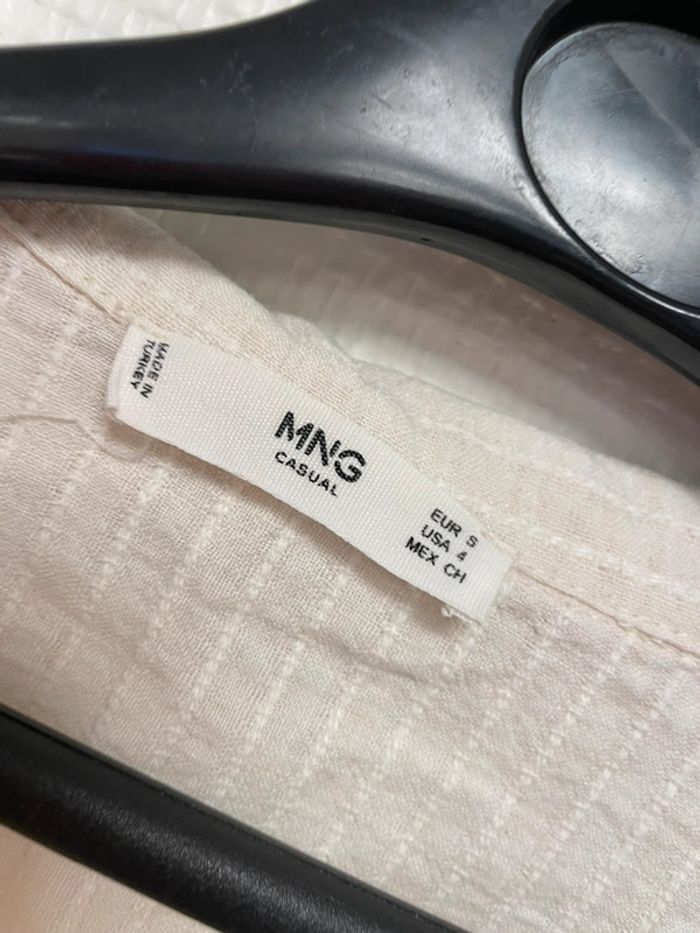 MADE IN
TURKEY
MNG
CASUAL
EUR S
USA 4
MEX CH